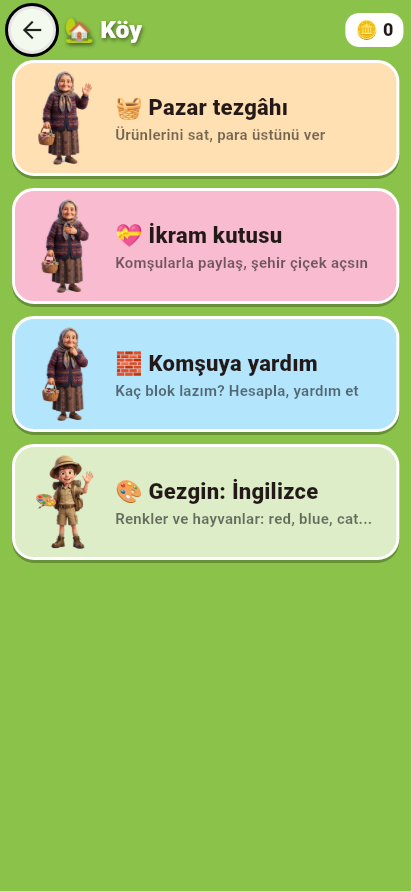 Köy
0
Pazar tezgâhı
Ürünlerini sat, para üstünü ver
İkram kutusu
Komşularla paylaş, şehir çiçek açsın
Komşuya yardım
Kaç blok lazım? Hesapla, yardım et
Gezgin: İngilizce
Renkler ve hayvanlar: red, blue, cat...